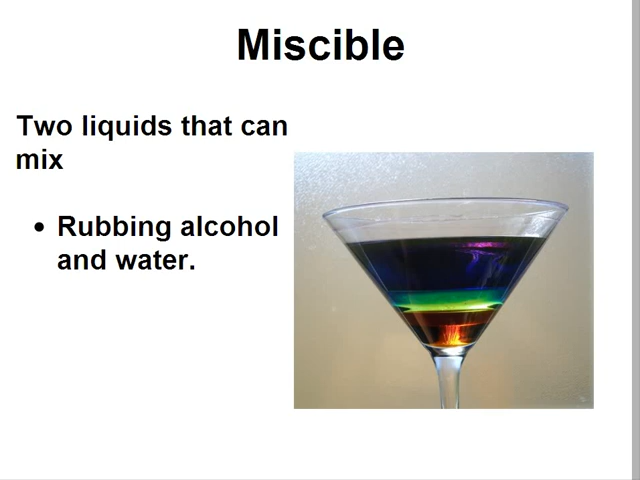 Miscible
Two liquids that can
mix
• Rubbing alcohol
and water.